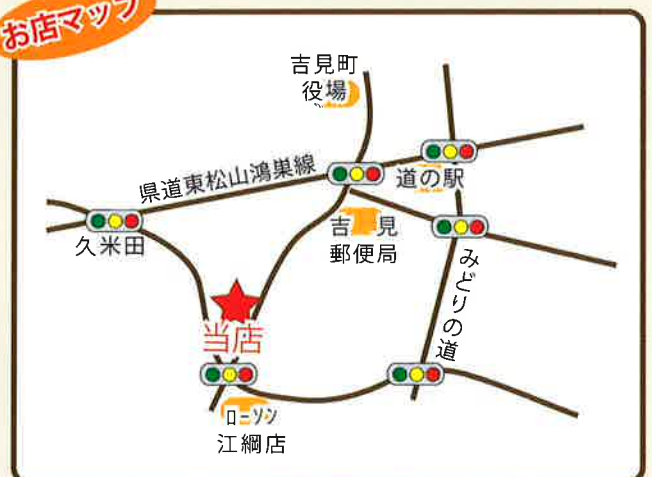 お店マップ
吉見町
役場
県道東松山鴻巣線
道の駅
久米田
吉見
郵便局
みどりの道
当店
ローソン
江綱店